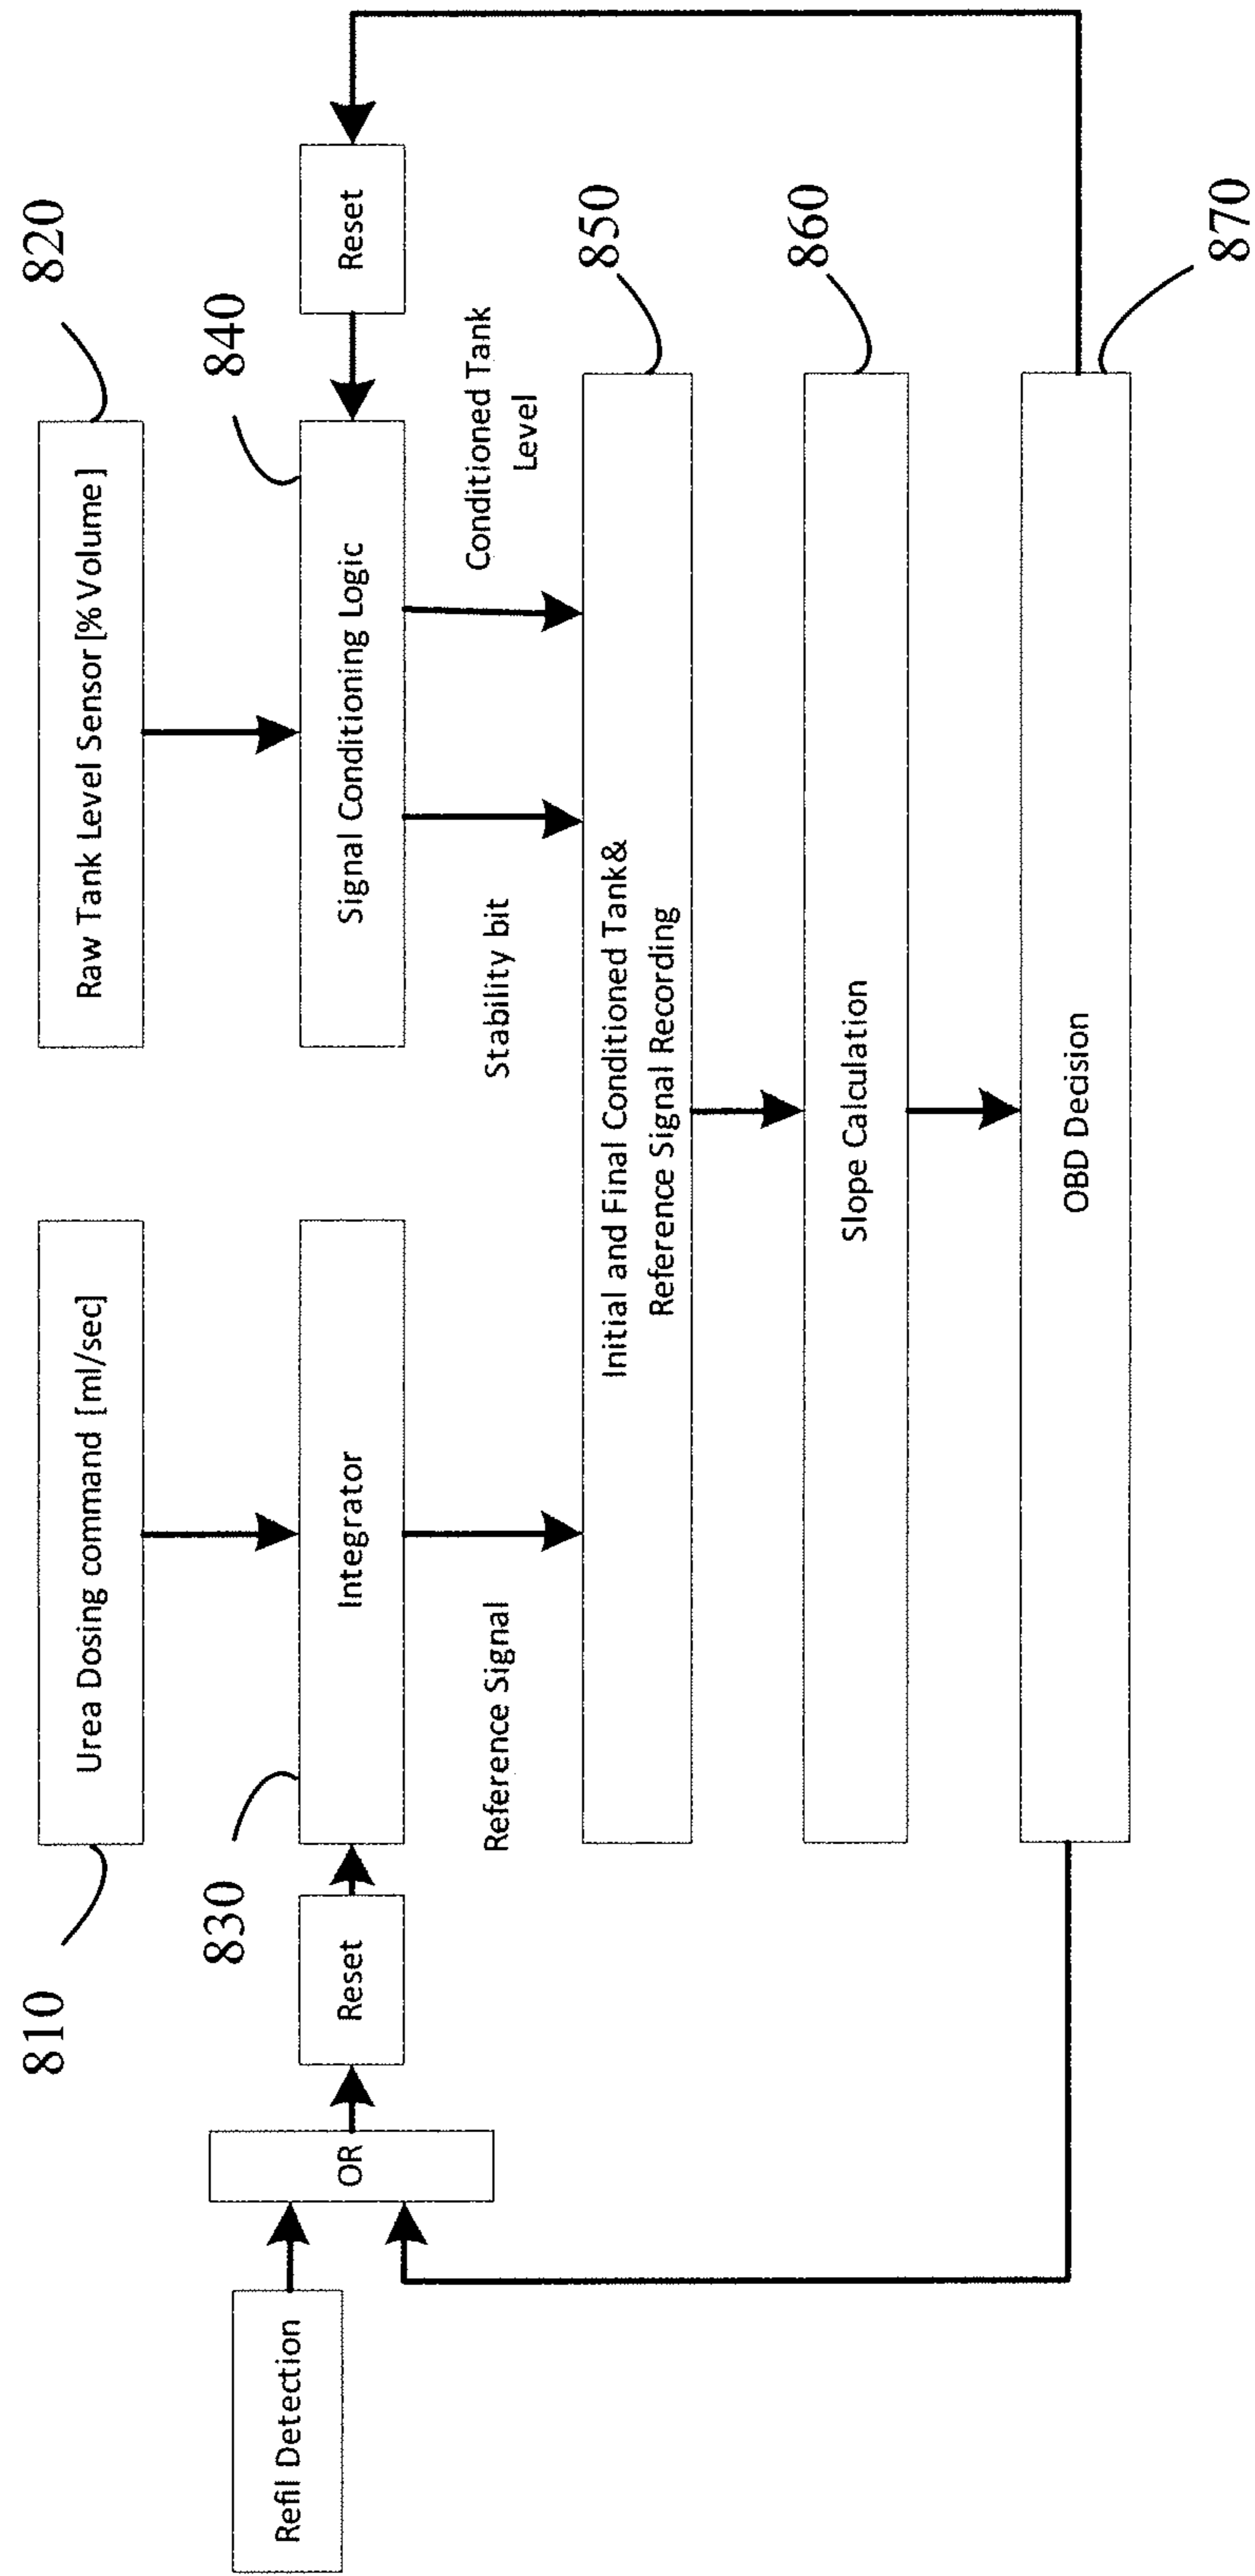 810
Urea Dosing command [ml/sec]
Raw Tank Level Sensor [% Volume]
820
Refil Detection
OR
Reset
830
Integrator
Signal Conditioning Logic
840
Reset
Reference Signal
Stability bit
Conditioned Tank
Level
Initial and Final Conditioned Tank&
Reference Signal Recording
850
Slope Calculation
860
OBD Decision
870